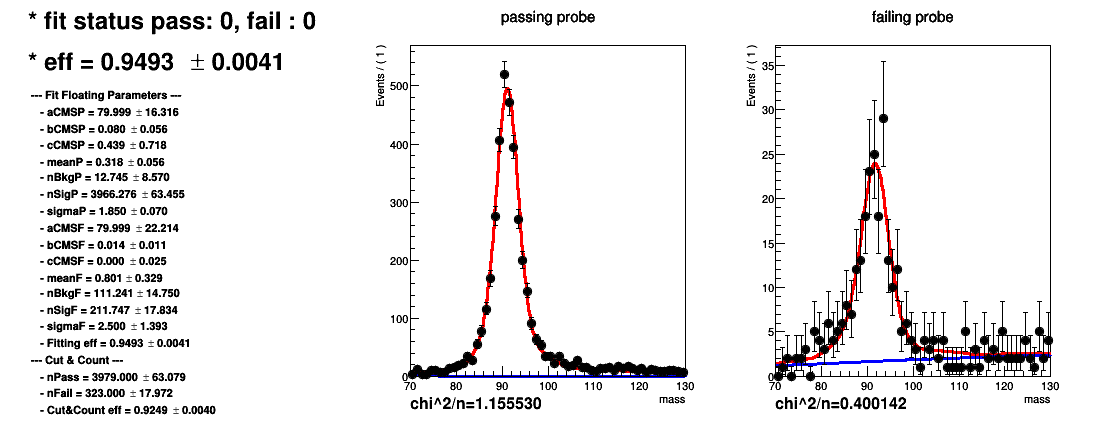 * fit status pass: 0, fail : 0
* eff = 0.9493 ± 0.0041
--- Fit Floating Parameters ---
- aCMSP = 79.999 ± 16.316
- bCMSP = 0.080 ± 0.056
- cCMSP = 0.439 ± 0.718
- meanP = 0.318 ± 0.056
- nBkgP = 12.745 ± 8.570
- nSigP = 3966.276 ± 63.455
- sigmaP = 1.850 ± 0.070
- aCMSF = 79.999 ± 22.214
- bCMSF = 0.014 ± 0.011
- cCMSF = 0.000 ± 0.025
- meanF = 0.801 ± 0.329
- nBkgF = 111.241 ± 14.750
- nSigF = 211.747 ± 17.834
- sigmaF = 2.500 ± 1.393
- Fitting eff = 0.9493 ± 0.0041
--- Cut & Count ---
- nPass = 3979.000 ± 63.079
- nFail = 323.000 ± 17.972
- Cut&Count eff = 0.9249 ± 0.0040
passing probe
Events / ( 1 )
500
400
300
200
100
0
70 80 90 100 110 120 130
mass
chi^2/n=1.155530
failing probe
Events / ( 1 )
35
30
25
20
15
10
5
0
70 80 90 100 110 120 130
mass
chi^2/n=0.400142